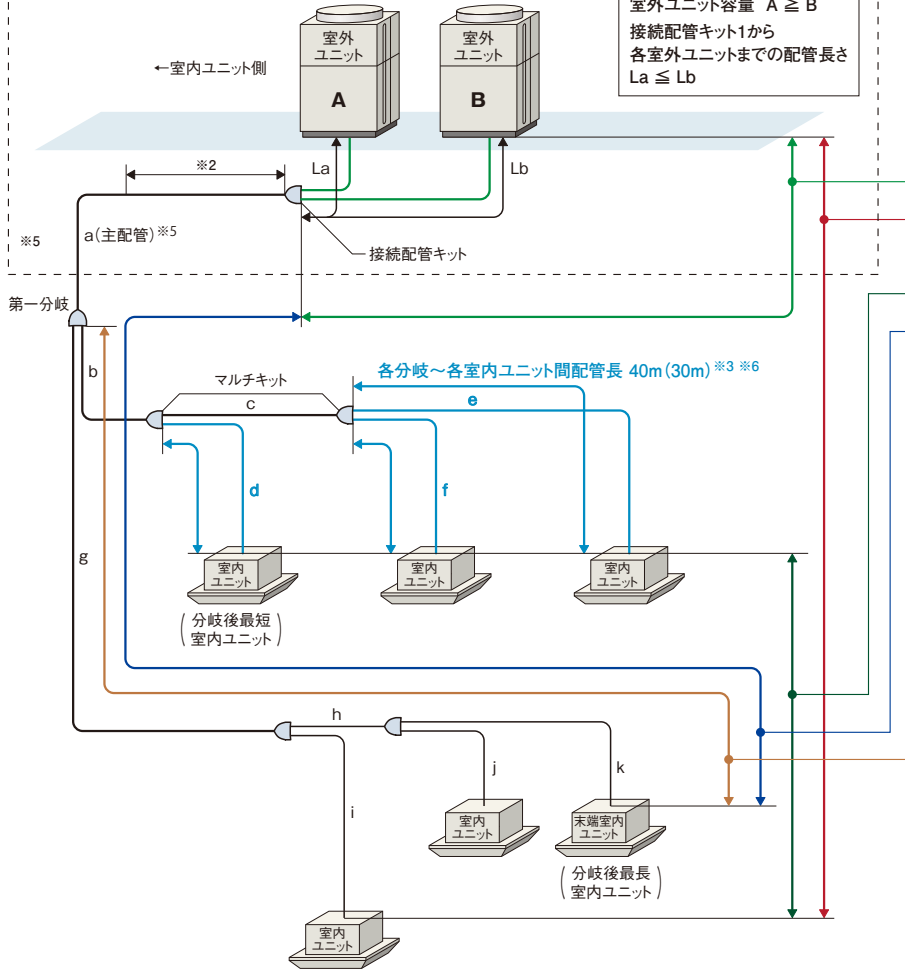 室外ユニット容量 A ≧ B
接続配管キット1から
各室外ユニットまでの配管長さ
La ≦ Lb
室外
ユニット
A
室外
ユニット
B
←室内ユニット側
※2
La
Lb
※5
a(主配管)※5
接続配管キット
第一分岐
b
マルチキット
c
各分岐～各室内ユニット間配管長 40m(30m)※3 ※6
e
d
f
g
室内
ユニット
室内
ユニット
室内
ユニット
(分岐後最短
室内ユニット)
h
j
k
i
室内
ユニット
末端室内
ユニット
(分岐後最長
室内ユニット)
室内
ユニット